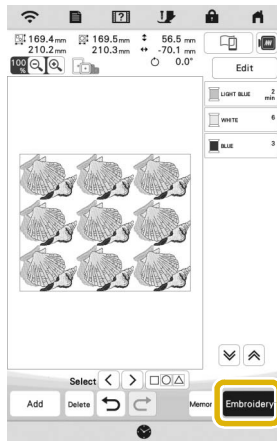 169.4mm 169.5mm 56.5 mm
210.2mm 210.3mm -70.1 mm
100 % 0.0°
Edit
LIGHT BLUE 2 min
WHITE 6
BLUE 3
Select
Add Delete Memor Embroidery